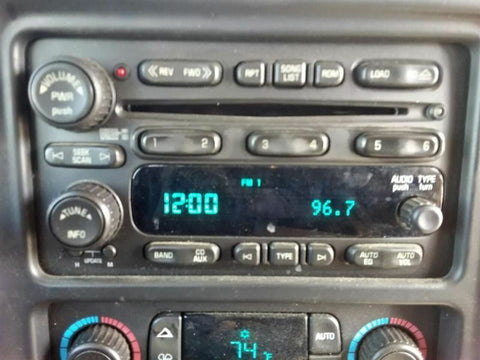 VOLUME
PWR
push
REV FWD
RPT
SONG
LIST
RDM
LOAD
1 2
3 4
5 6
SEEK
SCAN
AUDIO TYPE
push turn
FM 1
12:00
96.7
TUNE
INFO
H UPDATE M
BAND
CD
AUX
TYPE
AUTO
EQ
AUTO
VOL
74°F
AUTO